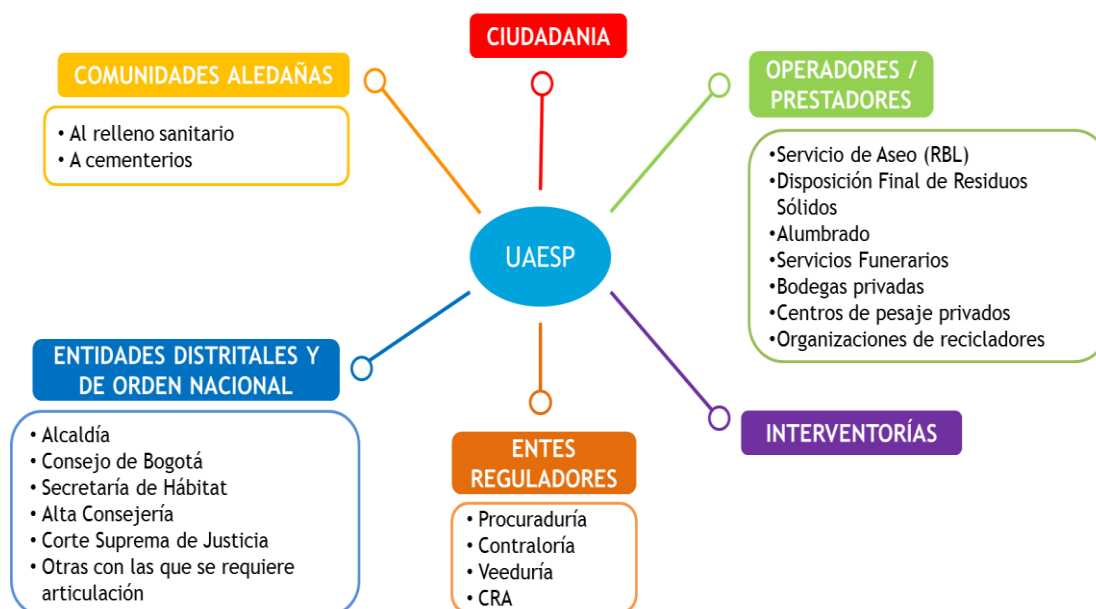 CIUDADANIA
COMUNIDADES ALEDAÑAS
• Al relleno sanitario
• A cementerios
OPERADORES /
PRESTADORES
•Servicio de Aseo (RBL)
•Disposición Final de Residuos
Sólidos
•Alumbrado
•Servicios Funerarios
•Bodegas privadas
•Centros de pesaje privados
•Organizaciones de recicladores
UAESP
ENTIDADES DISTRITALES Y
DE ORDEN NACIONAL
• Alcaldía
• Consejo de Bogotá
• Secretaría de Hábitat
• Alta Consejería
• Corte Suprema de Justicia
• Otras con las que se requiere
articulación
ENTES
REGULADORES
• Procuraduría
• Contraloría
• Veeduría
• CRA
INTERVENTORÍAS